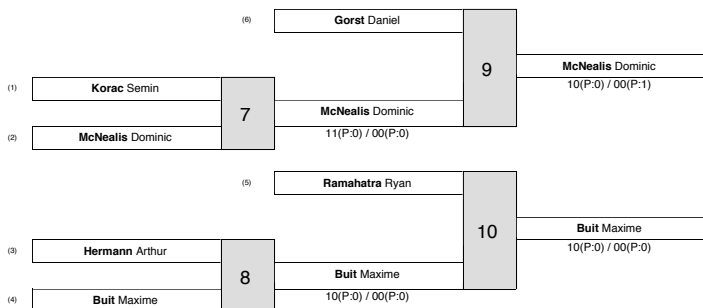 (6) Gorst Daniel
9
McNealis Dominic
10(P:0) / 00(P:1)
(1) Korac Semin
7
McNealis Dominic
11(P:0) / 00(P:0)
(2) McNealis Dominic
(5) Ramahatra Ryan
10
Buit Maxime
10(P:0) / 00(P:0)
(3) Hermann Arthur
8
Buit Maxime
10(P:0) / 00(P:0)
(4) Buit Maxime